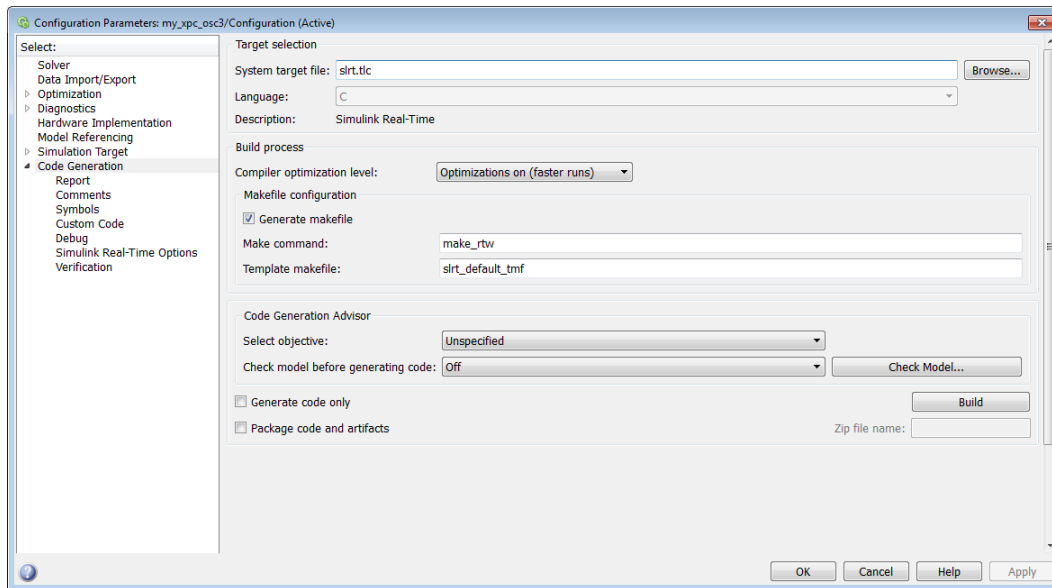 Configuration Parameters: my_xpc_osc3/Configuration (Active)
Select:
Solver
Data Import/Export
Optimization
Diagnostics
Hardware Implementation
Model Referencing
Simulation Target
Code Generation
Report
Comments
Symbols
Custom Code
Debug
Simulink Real-Time Options
Verification
Target selection
System target file: slrt.tlc Browse...
Language: C
Description: Simulink Real-Time
Build process
Compiler optimization level: Optimizations on (faster runs)
Makefile configuration
Generate makefile
Make command: make_rtw
Template makefile: slrt_default_tmf
Code Generation Advisor
Select objective: Unspecified
Check model before generating code: Off Check Model...
Generate code only Build
Package code and artifacts Zip file name:
OK Cancel Help Apply